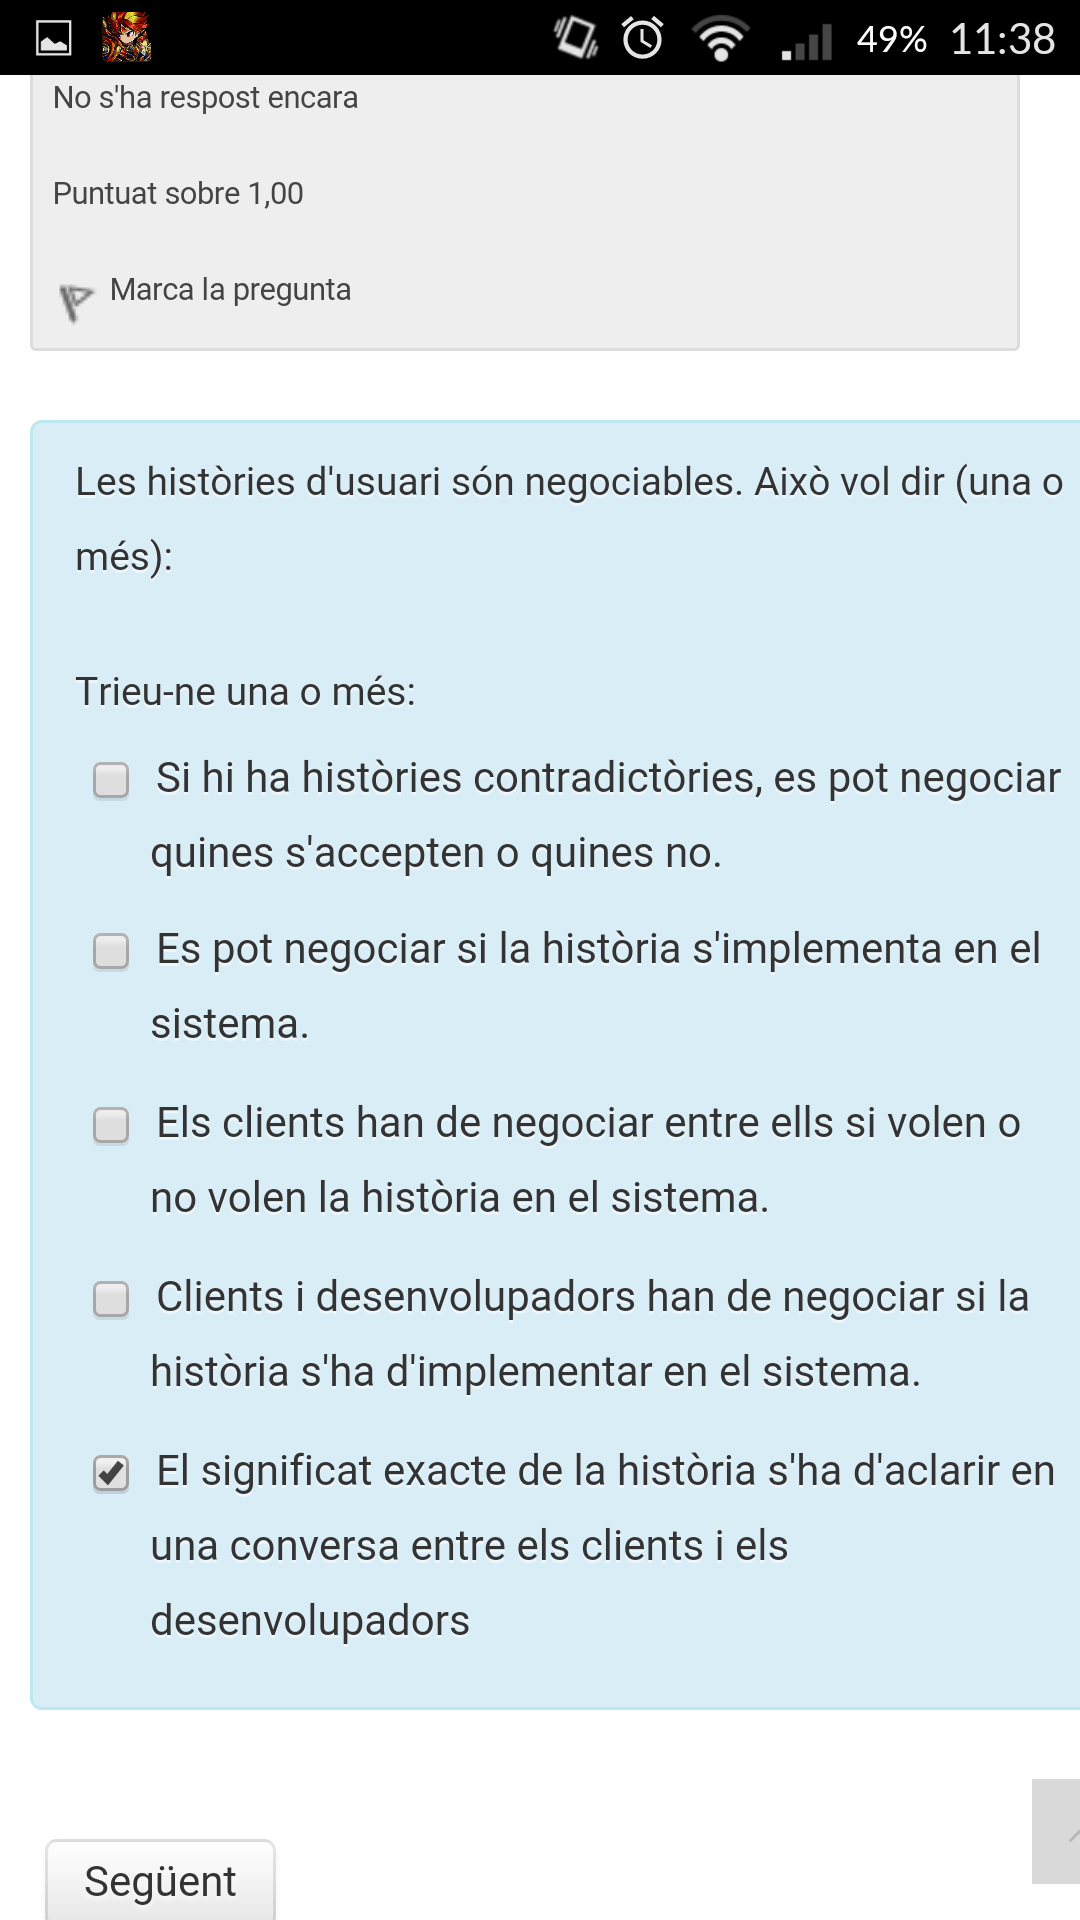 49% 11:38
No s'ha respost encara
Puntuat sobre 1,00
Marca la pregunta
Les històries d'usuari són negociables. Això vol dir (una o
més):
Trieu-ne una o més:
Si hi ha històries contradictòries, es pot negociar
quines s'accepten o quines no.
Es pot negociar si la història s'implementa en el
sistema.
Els clients han de negociar entre ells si volen o
no volen la història en el sistema.
Clients i desenvolupadors han de negociar si la
història s'ha d'implementar en el sistema.
El significat exacte de la història s'ha d'aclarir en
una conversa entre els clients i els
desenvolupadors
Següent